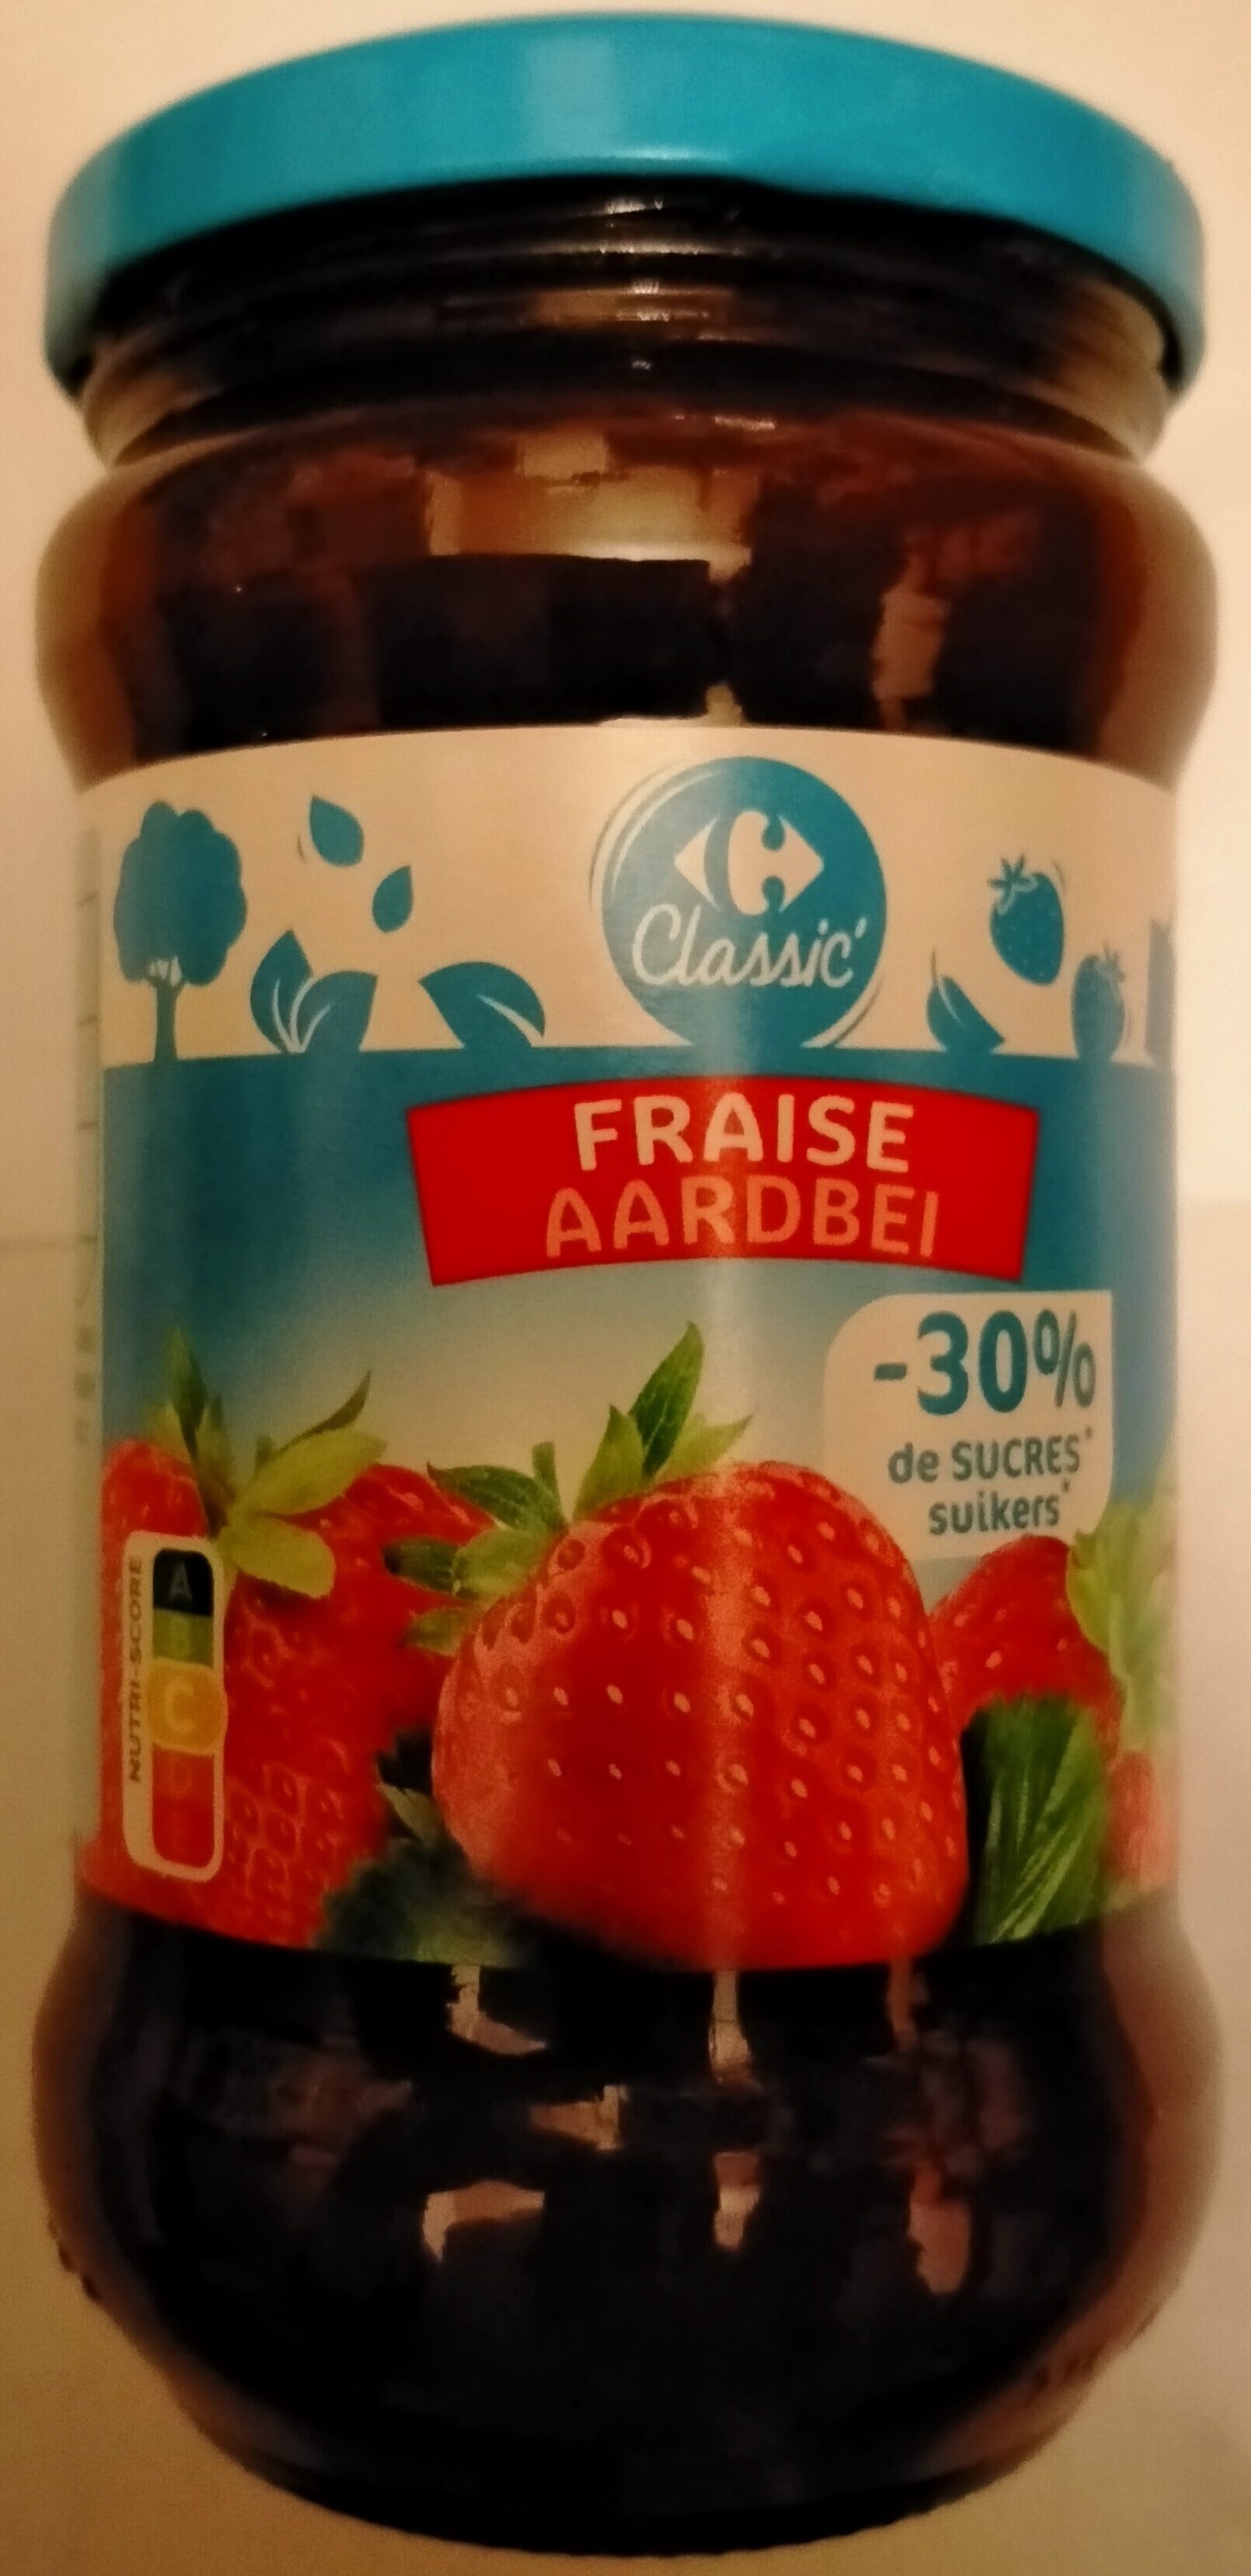 Classic'
FRAISE
AARDBEI
-30%
de SUCRES*
suikers*
NUTRI-SCORE
A
B
C
D